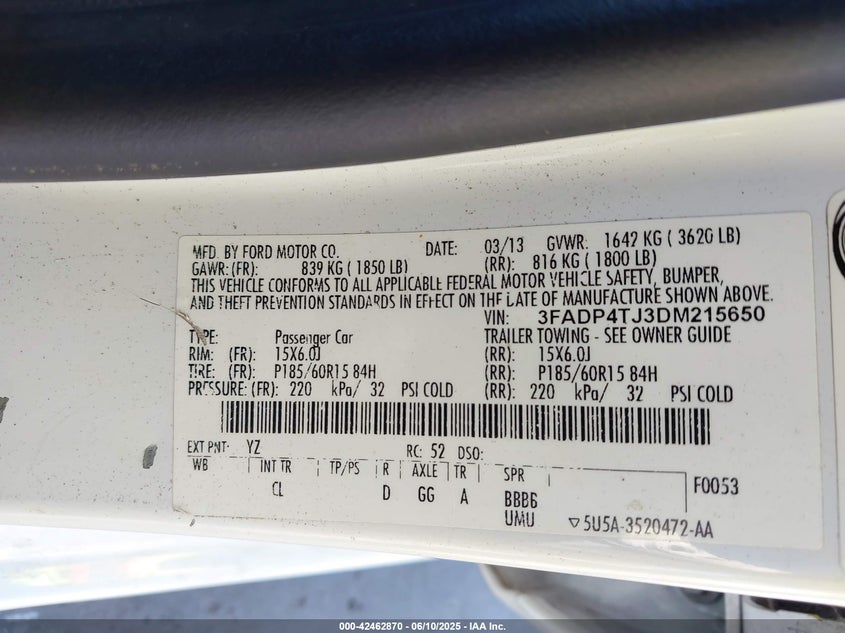 MFD. BY FORD MOTOR CO. DATE: 03/13 GVWR: 1642 KG ( 3620 LB)
GAWR: (FR): 839 KG ( 1850 LB) (RR): 816 KG ( 1800 LB)
THIS VEHICLE CONFORMS TO ALL APPLICABLE FEDERAL MOTOR VEHICLE SAFETY, BUMPER,
AND THEFT PREVENTION STANDARDS IN EFFECT ON THE DATE OF MANUFACTURE SHOWN ABOVE.
VIN: 3FADP4TJ3DM215650
TYPE: Passenger Car TRAILER TOWING - SEE OWNER GUIDE
RIM: (FR): 15X6.0J (RR): 15X6.0J
TIRE: (FR): P185/60R15 84H (RR): P185/60R15 84H
PRESSURE: (FR): 220 kPa/ 32 PSI COLD (RR): 220 kPa/ 32 PSI COLD
EXT PNT: YZ RC: 52 DSO:
WB INT TR TP/PS R AXLE TR SPR F0053
CL D GG A BBB6
UMU ▽5U5A-3520472-AA
000-42462870 | 06/10/2025 - IAA Inc.